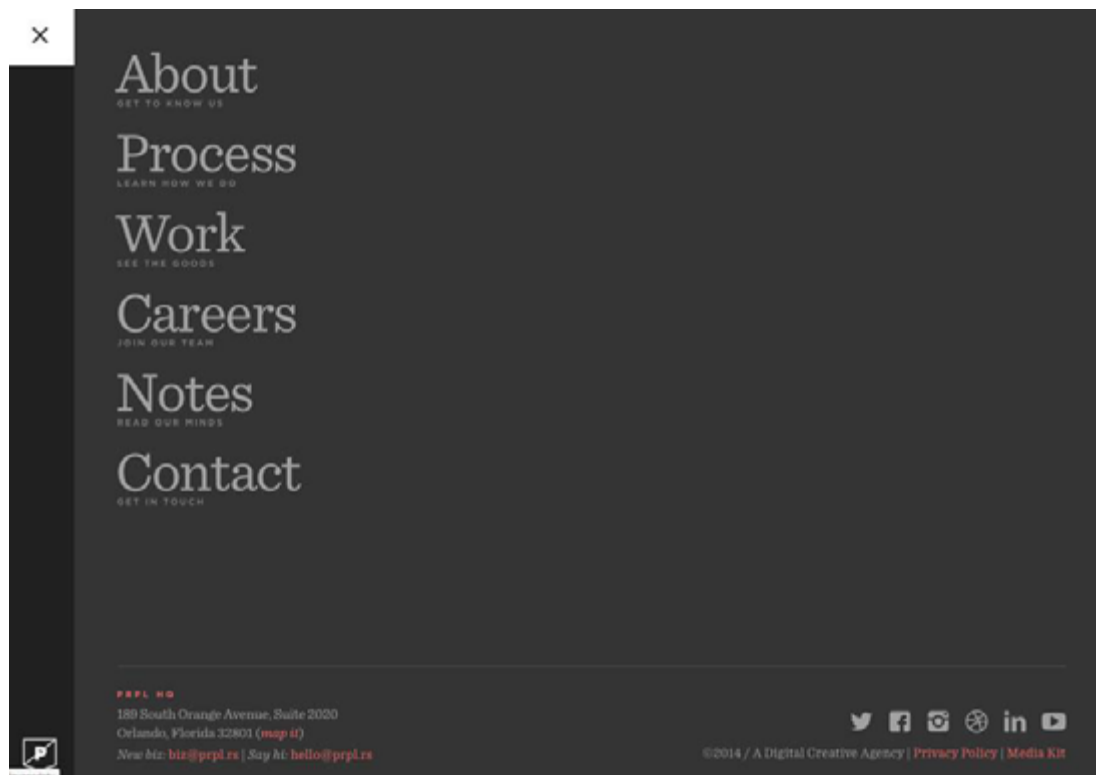 About
GET TO KNOW US
Process
LEARN HOW WE DO
Work
SEE THE GOODS
Careers
JOIN OUR TEAM
Notes
READ OUR MINDS
Contact
GET IN TOUCH
PRPL HQ
189 South Orange Avenue, Suite 2020
Orlando, Florida 32801 (map it)
New biz: biz@prpl.rs | Say hi: hello@prpl.rs
©2014 / A Digital Creative Agency | Privacy Policy | Media Kit
P